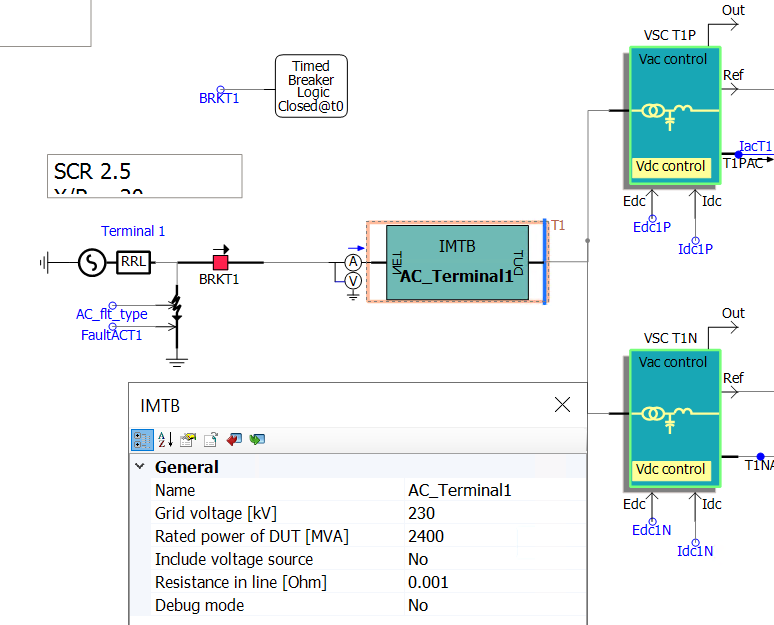 Out
VSC T1P
Timed
Breaker
Logic
Closed@t0
BRKT1
Vac control
Ref
Vdc control
IacT1
T1PAC
SCR 2.5
Edc
Idc
Edc1P
Idc1P
Terminal 1
RRL
BRKT1
A
V
NET
IMTB
AC_Terminal1
DUT
T1
AC_flt_type
FaultACT1
Out
VSC T1N
Vac control
Ref
Vdc control
T1NA
Edc
Idc
Edc1N
Idc1N
IMTB
General
Name AC_Terminal1
Grid voltage [kV] 230
Rated power of DUT [MVA] 2400
Include voltage source No
Resistance in line [Ohm] 0.001
Debug mode No